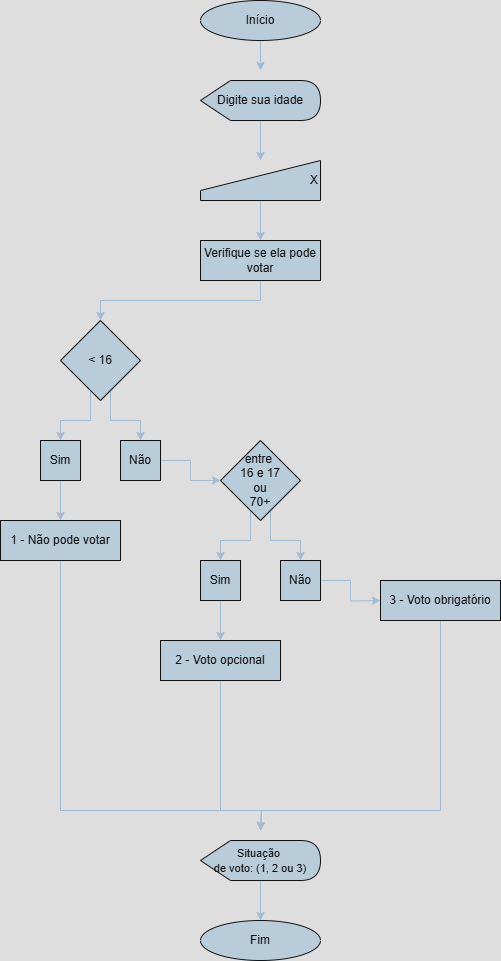 Início
Digite sua idade
X
Verifique se ela pode
votar
< 16
Sim
Não
entre
16 e 17
ou
70+
1 - Não pode votar
Sim
Não
3 - Voto obrigatório
2 - Voto opcional
Situação
de voto: (1, 2 ou 3)
Fim